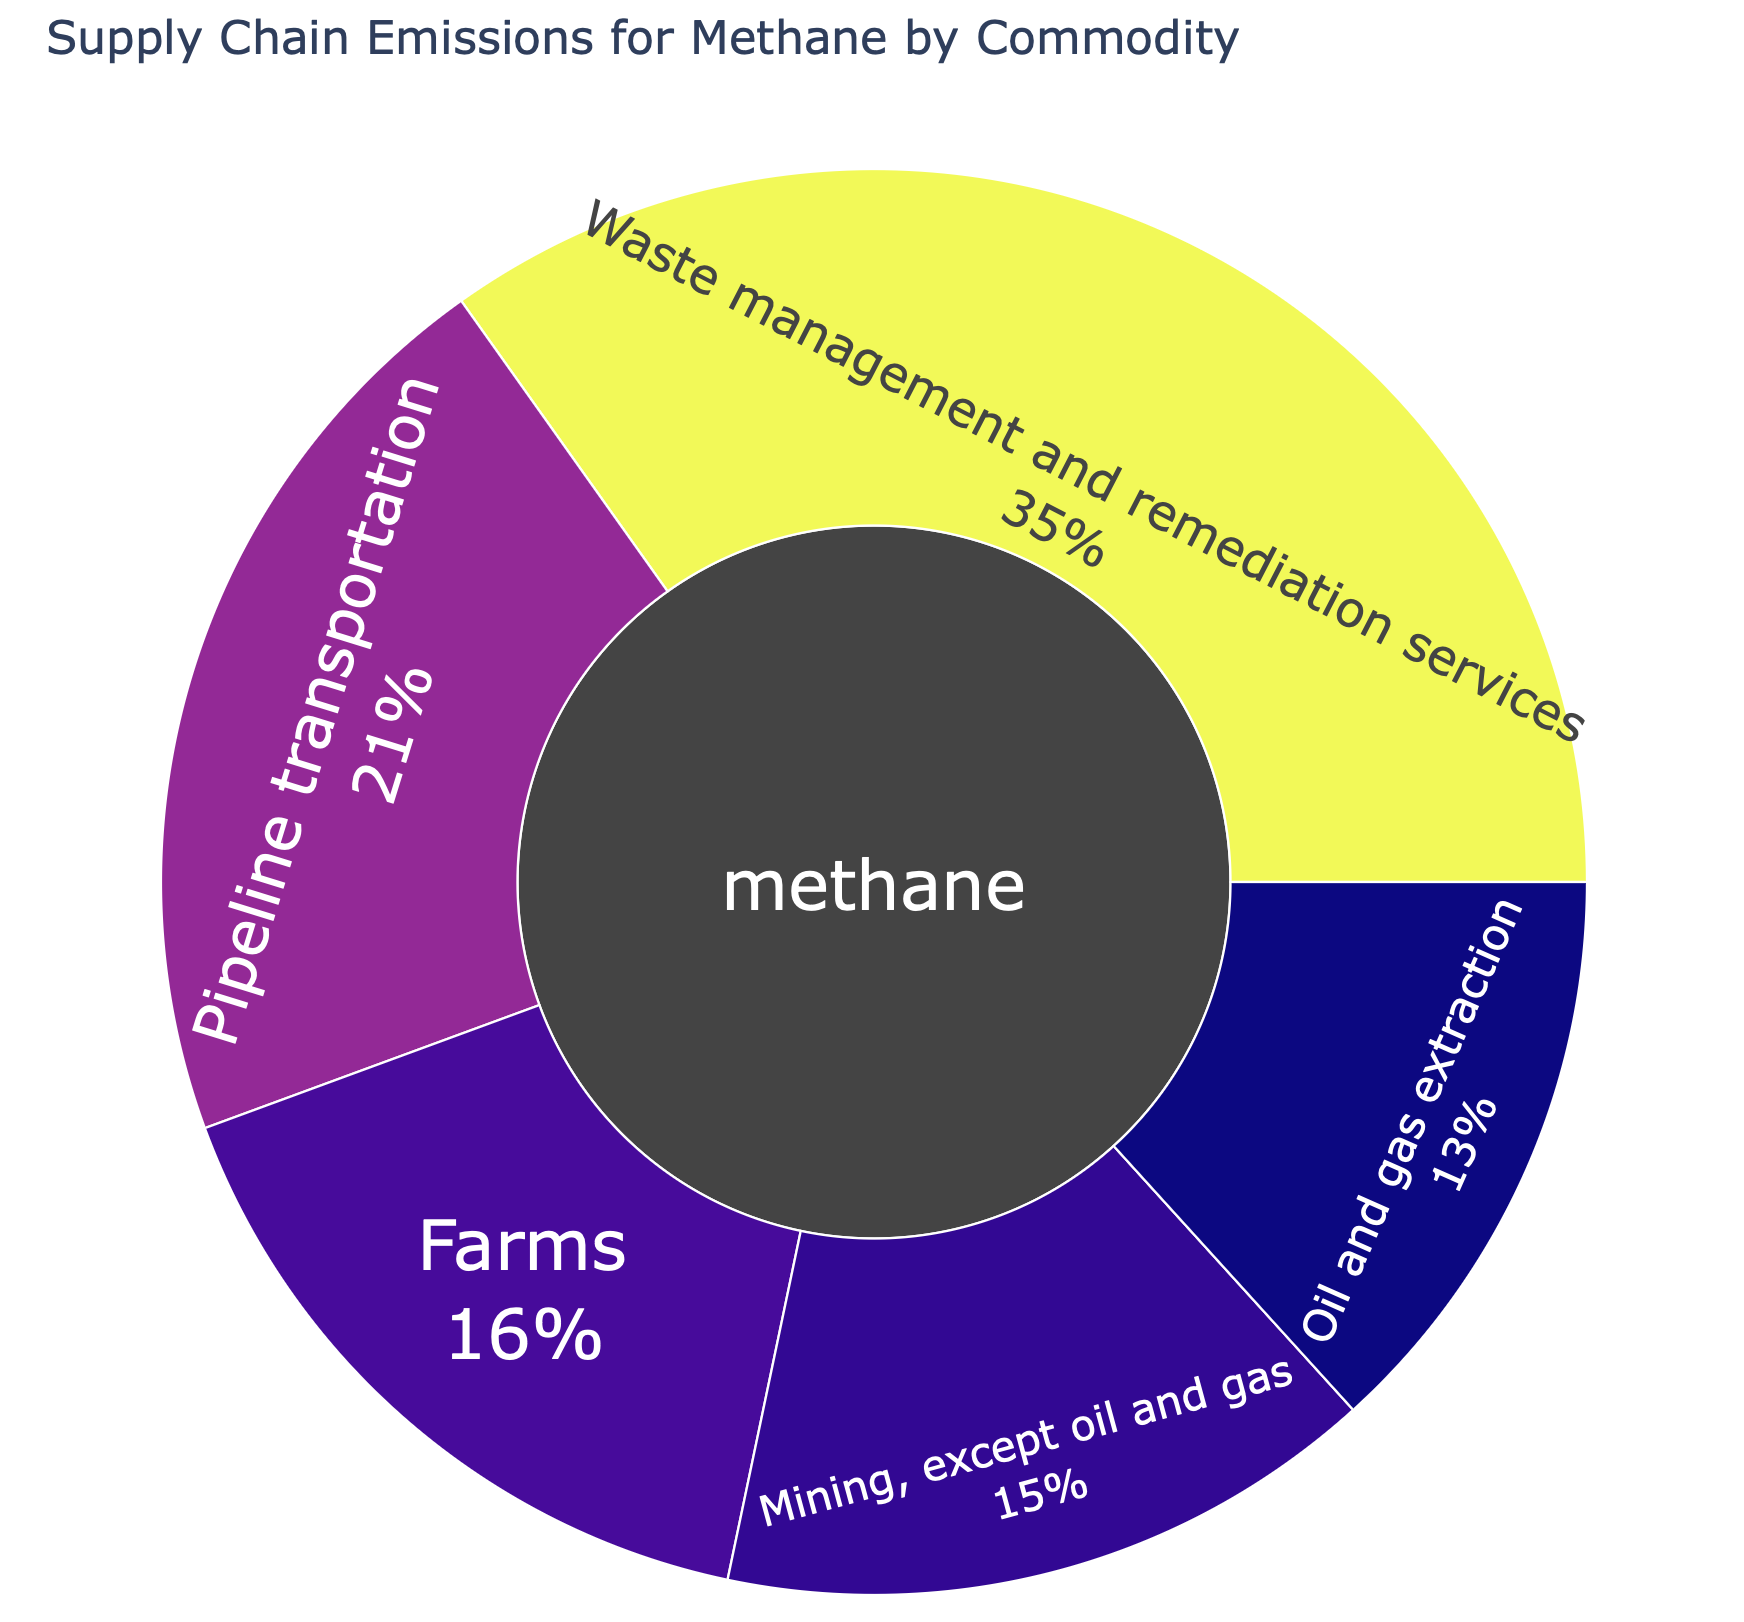 Supply Chain Emissions for Methane by Commodity
Waste management and remediation services
35%
Pipeline transportation
21%
methane
Oil and gas extraction
13%
Farms
16%
Mining, except oil and gas
15%